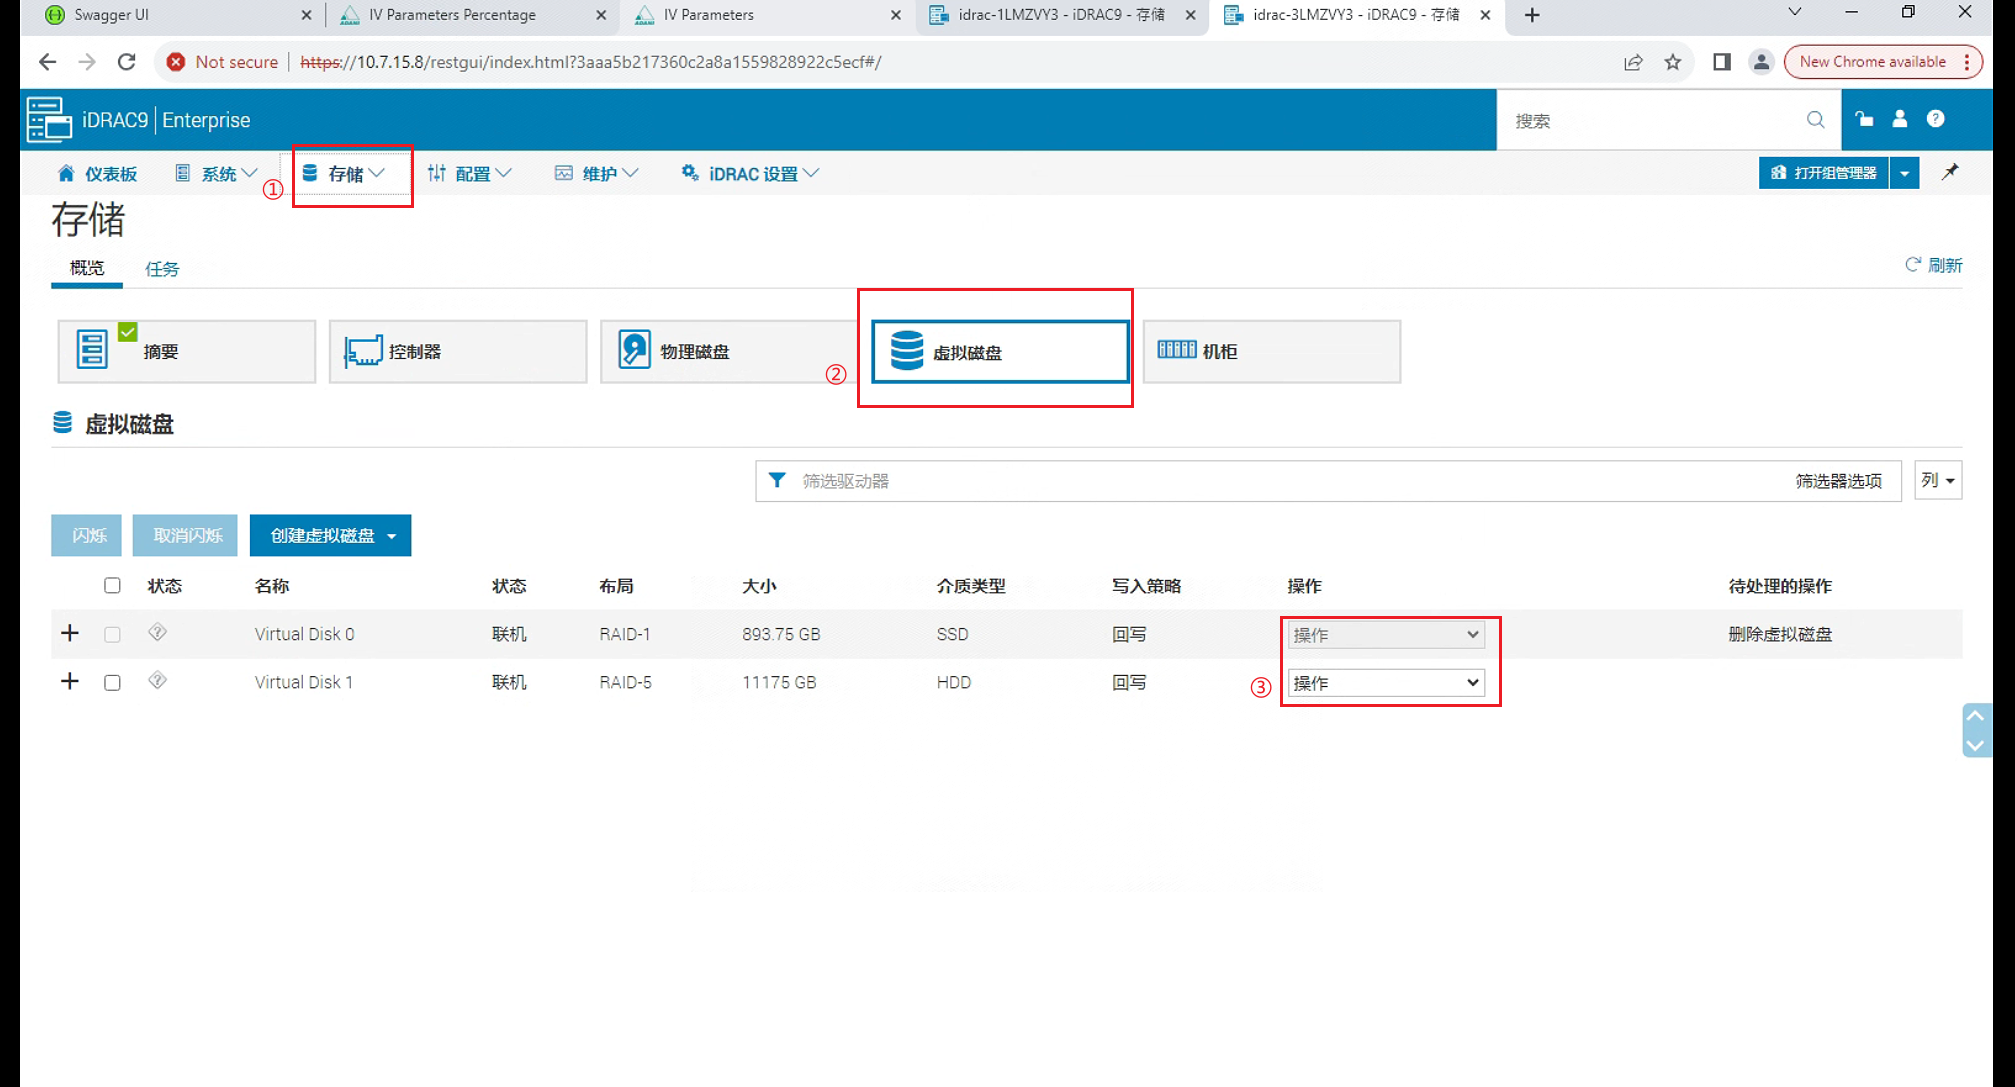 Swagger UI
IV Parameters Percentage
IV Parameters
idrac-1LMZVY3 - iDRAC9 - 存储
idrac-3LMZVY3 - iDRAC9 - 存储
Not secure https://10.7.15.8/restgui/index.html?3aaa5b217360c2a8a1559828922c5ecf#/
New Chrome available
iDRAC9 | Enterprise
搜索
仪表板 系统 ① 存储 配置 维护 iDRAC 设置
打开组管理器
存储
概览 任务
刷新
摘要 控制器 物理磁盘 ② 虚拟磁盘 机柜
虚拟磁盘
筛选驱动器 筛选器选项 列
闪烁 取消闪烁 创建虚拟磁盘
状态 名称 状态 布局 大小 介质类型 写入策略 操作 待处理的操作
Virtual Disk 0 联机 RAID-1 893.75 GB SSD 回写 操作 删除虚拟磁盘
Virtual Disk 1 联机 RAID-5 11175 GB HDD 回写 ③ 操作